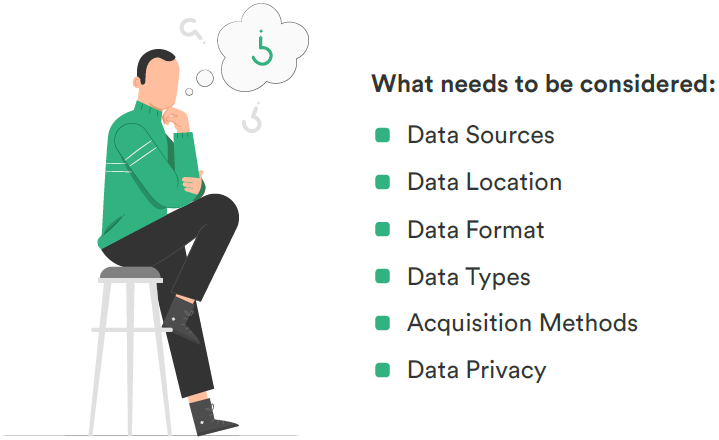 What needs to be considered:
Data Sources
Data Location
Data Format
Data Types
Acquisition Methods
Data Privacy